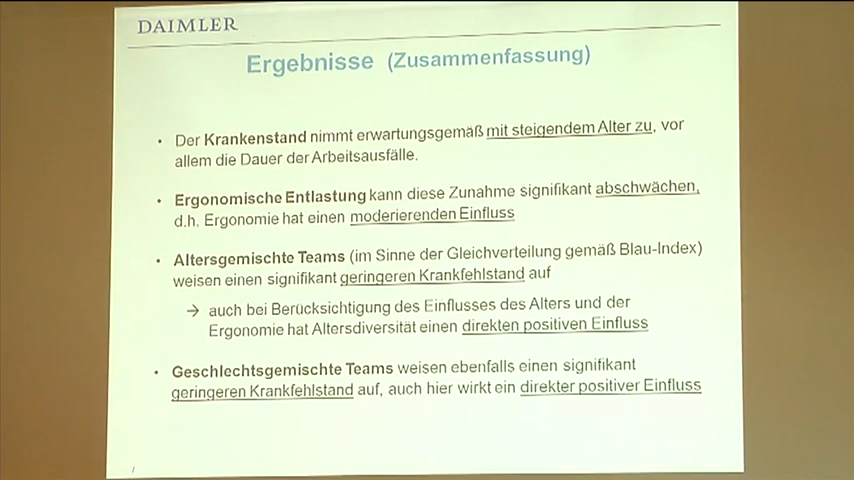 DAIMLER
Ergebnisse (Zusammenfassung)
• Der Krankenstand nimmt erwartungsgemäß mit steigendem Alter zu, vor
allem die Dauer der Arbeitsausfälle.
• Ergonomische Entlastung kann diese Zunahme signifikant abschwächen,
d.h. Ergonomie hat einen moderierenden Einfluss
• Altersgemischte Teams (im Sinne der Gleichverteilung gemäß Blau-Index)
weisen einen signifikant geringeren Krankfehlstand auf
→ auch bei Berücksichtigung des Einflusses des Alters und der
Ergonomie hat Altersdiversität einen direkten positiven Einfluss
• Geschlechtsgemischte Teams weisen ebenfalls einen signifikant
geringeren Krankfehlstand auf, auch hier wirkt ein direkter positiver Einfluss
/